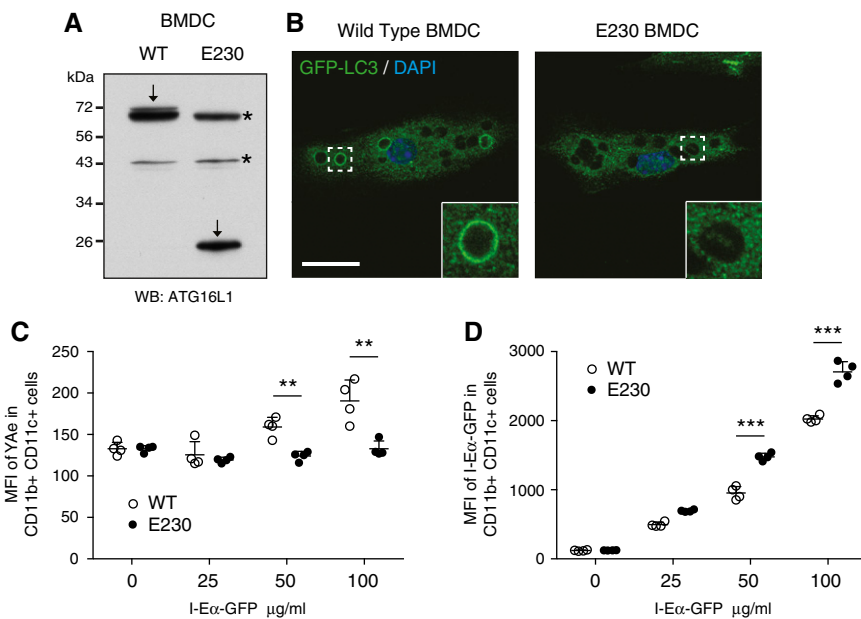 A
BMDC
WT E230
kDa
72
56
43
34
26
*
*
WB: ATG16L1
B
Wild Type BMDC
E230 BMDC
GFP-LC3 / DAPI
C
MFI of YAe in
CD11b+ CD11c+ cells
250
200
150
100
50
0
**
**
WT
E230
0 25 50 100
I-Eα-GFP μg/ml
D
MFI of I-Eα-GFP in
CD11b+ CD11c+ cells
3000
2000
1000
0
WT
E230
***
***
0 25 50 100
I-Eα-GFP μg/ml